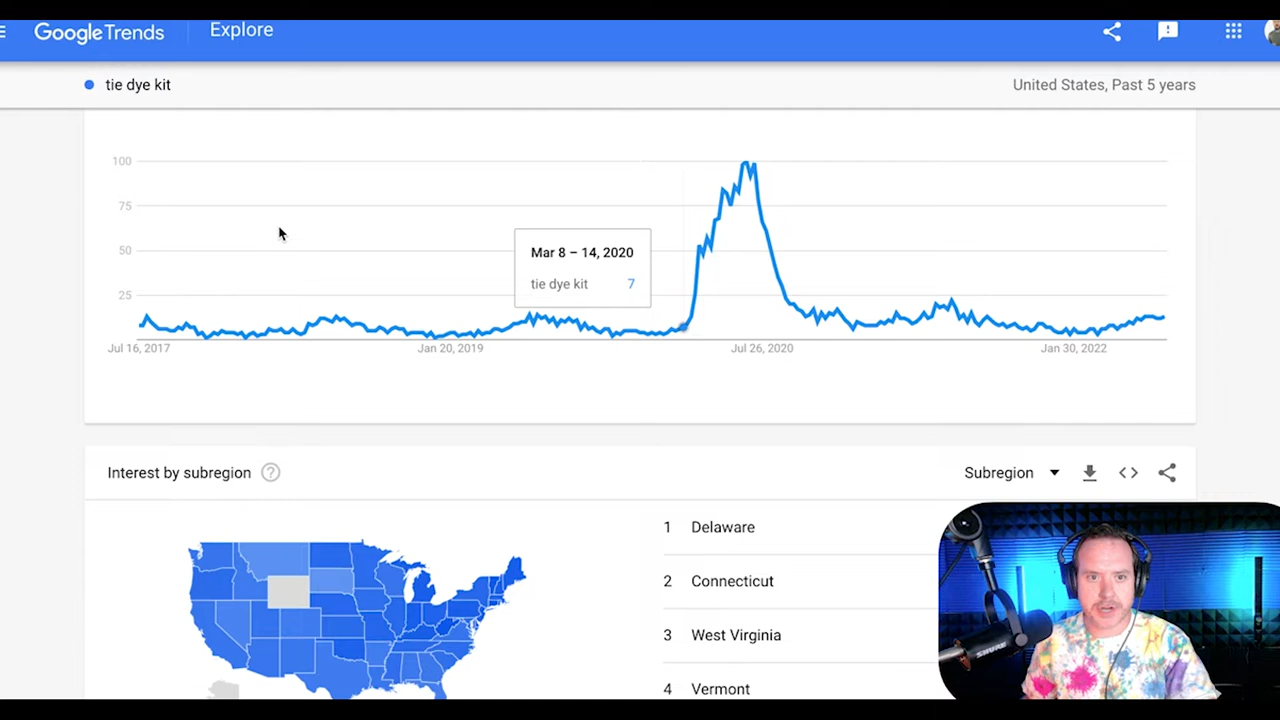 Google Trends
Explore
tie dye kit
United States, Past 5 years
100
75
50
25
Mar 8 – 14, 2020
tie dye kit 7
Jul 16, 2017
Jan 20, 2019
Jul 26, 2020
Jan 30, 2022
Interest by subregion
Subregion
1 Delaware
2 Connecticut
3 West Virginia
4 Vermont
SHURE